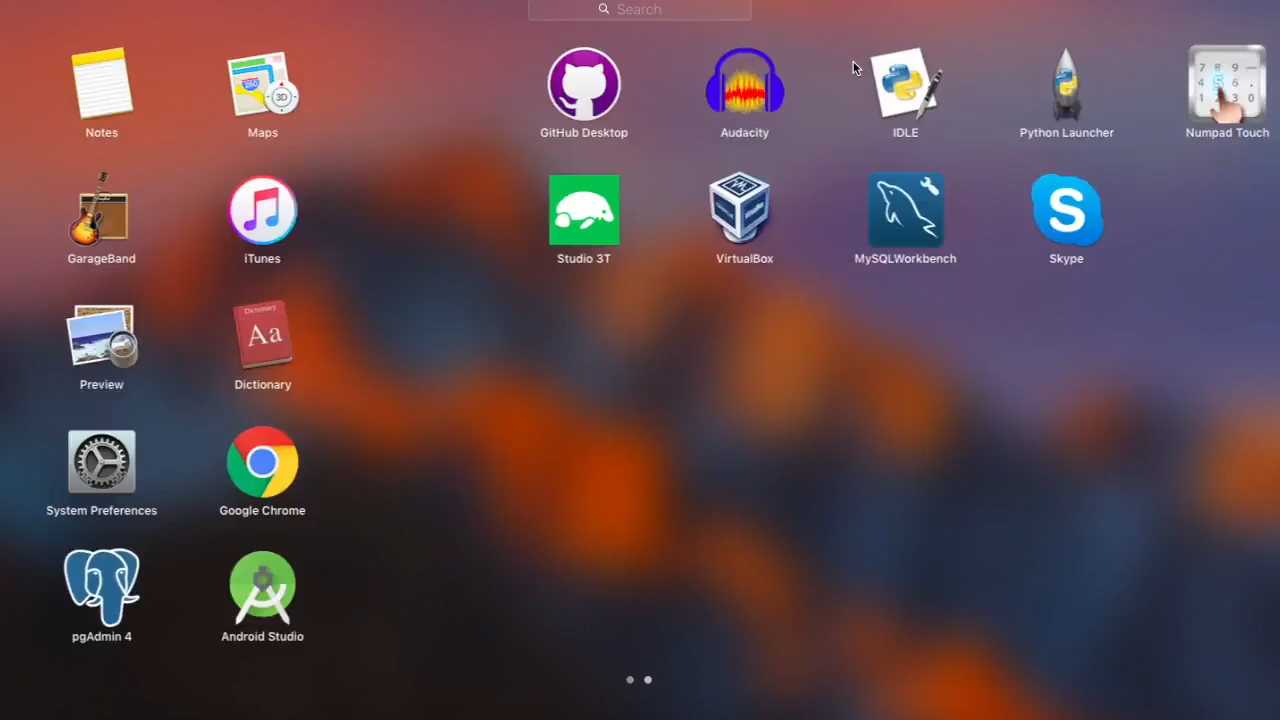 Search
Notes
Maps
GitHub Desktop
Audacity
IDLE
Python Launcher
Numpad Touch
GarageBand
iTunes
Studio 3T
VirtualBox
MySQLWorkbench
Skype
Preview
Dictionary
System Preferences
Google Chrome
pgAdmin 4
Android Studio